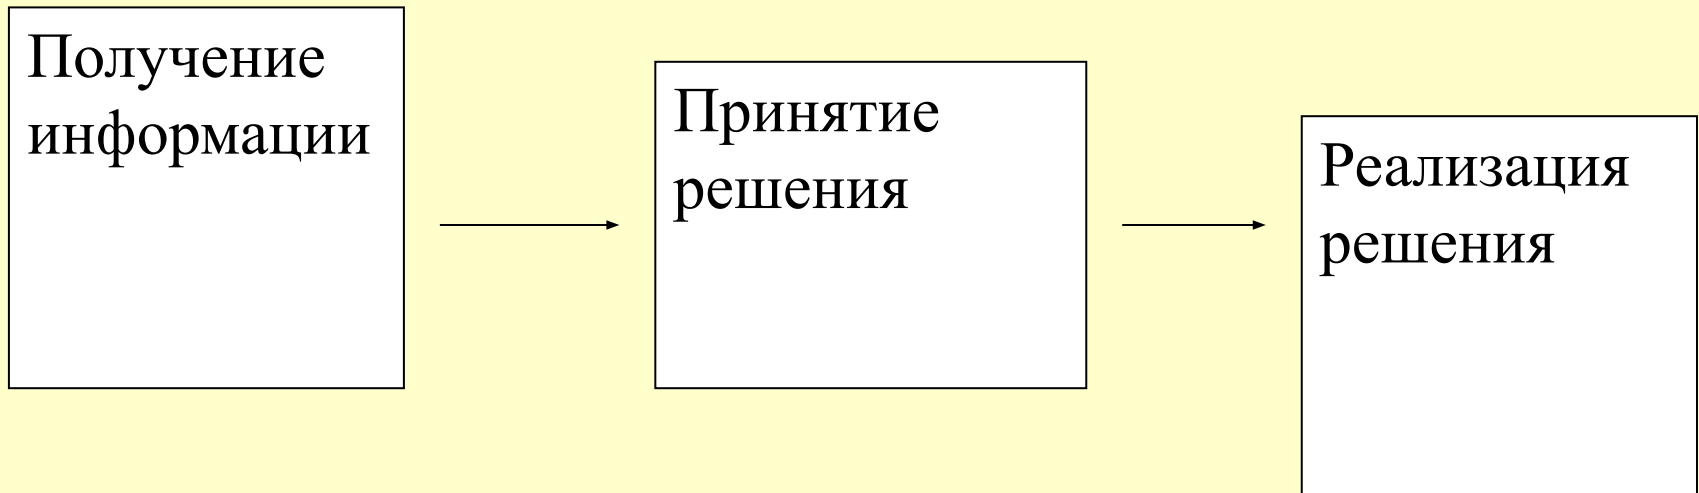 Получение
информации
Принятие
решения
Реализация
решения